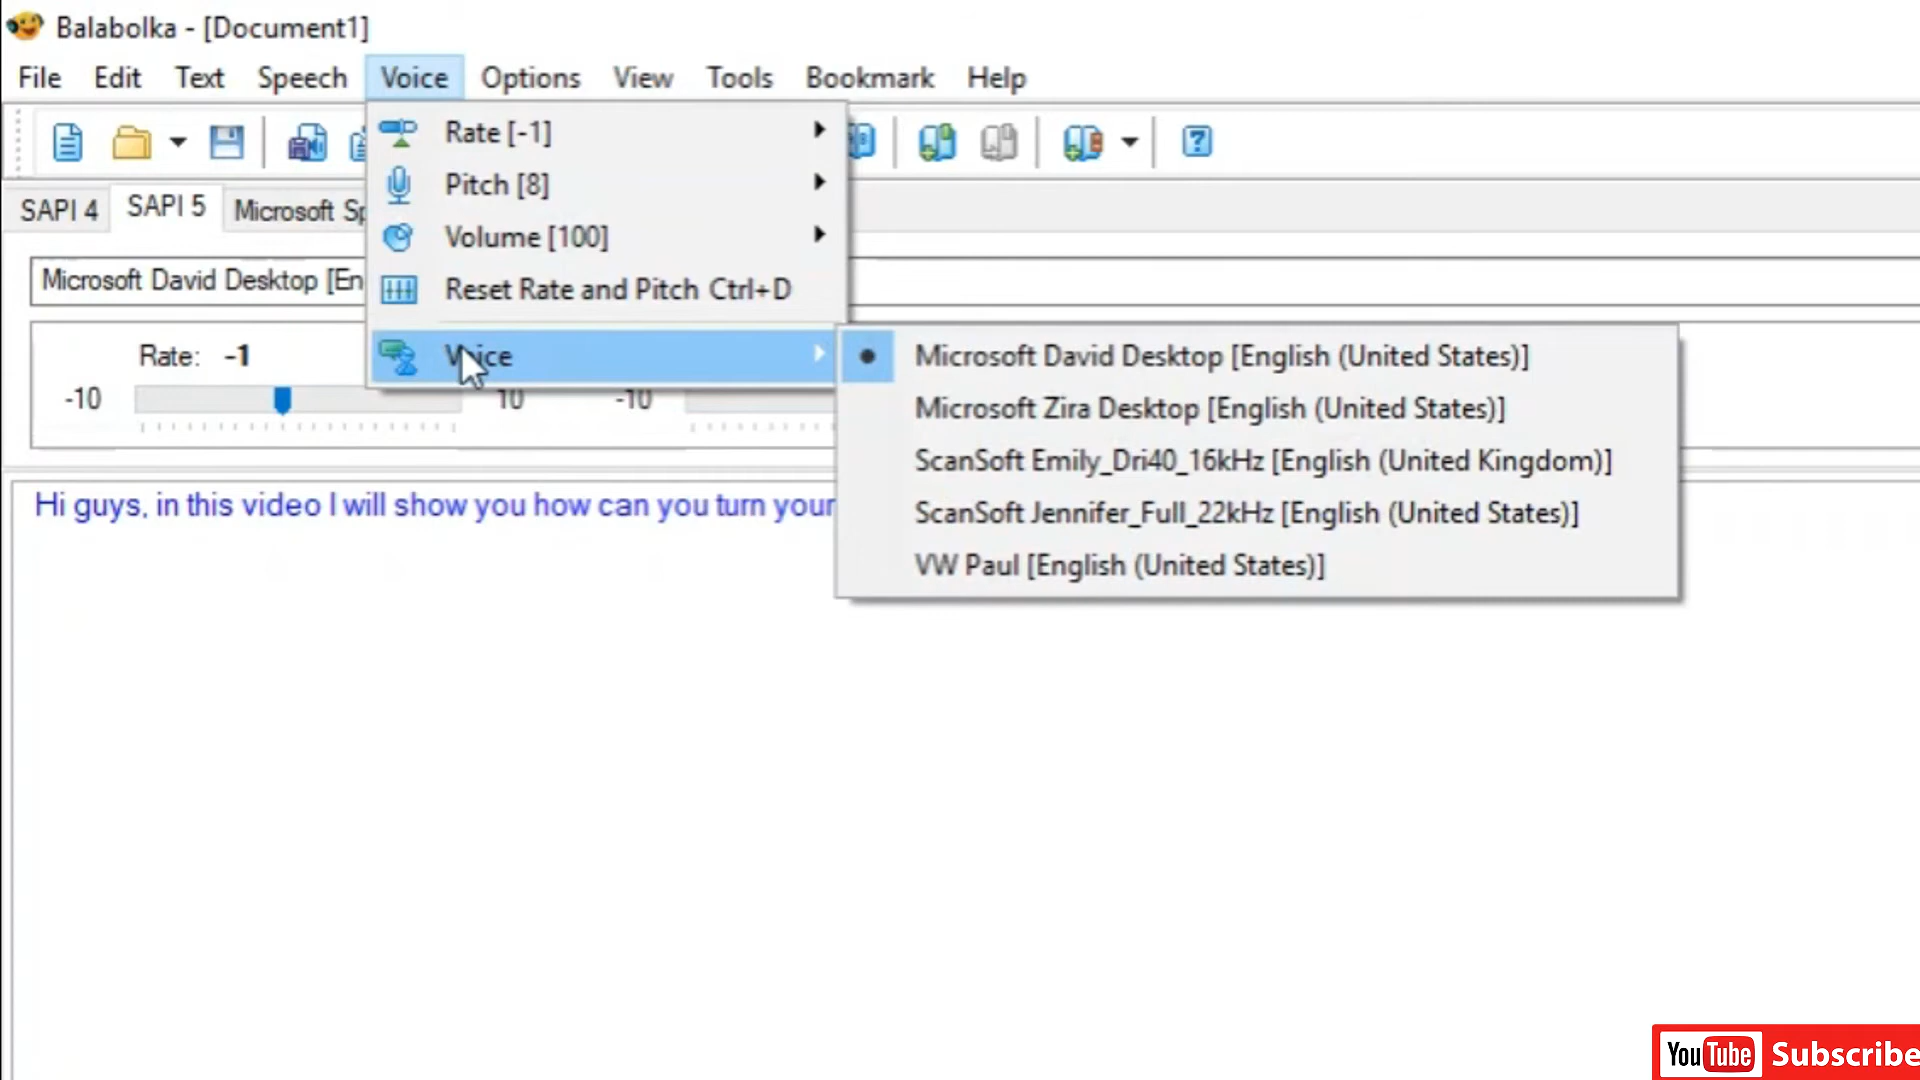 Balabolka - [Document1]
File Edit Text Speech Voice Options View Tools Bookmark Help
Rate [-1]
Pitch [8]
Volume [100]
Reset Rate and Pitch Ctrl+D
Voice
SAPI 4 SAPI 5 Microsoft
Microsoft David Desktop
Rate: -1
-10 10 -10
Microsoft David Desktop [English (United States)]
Microsoft Zira Desktop [English (United States)]
ScanSoft Emily_Dri40_16kHz [English (United Kingdom)]
ScanSoft Jennifer_Full_22kHz [English (United States)]
VW Paul [English (United States)]
Hi guys, in this video I will show you how can you turn your
YouTube Subscribe